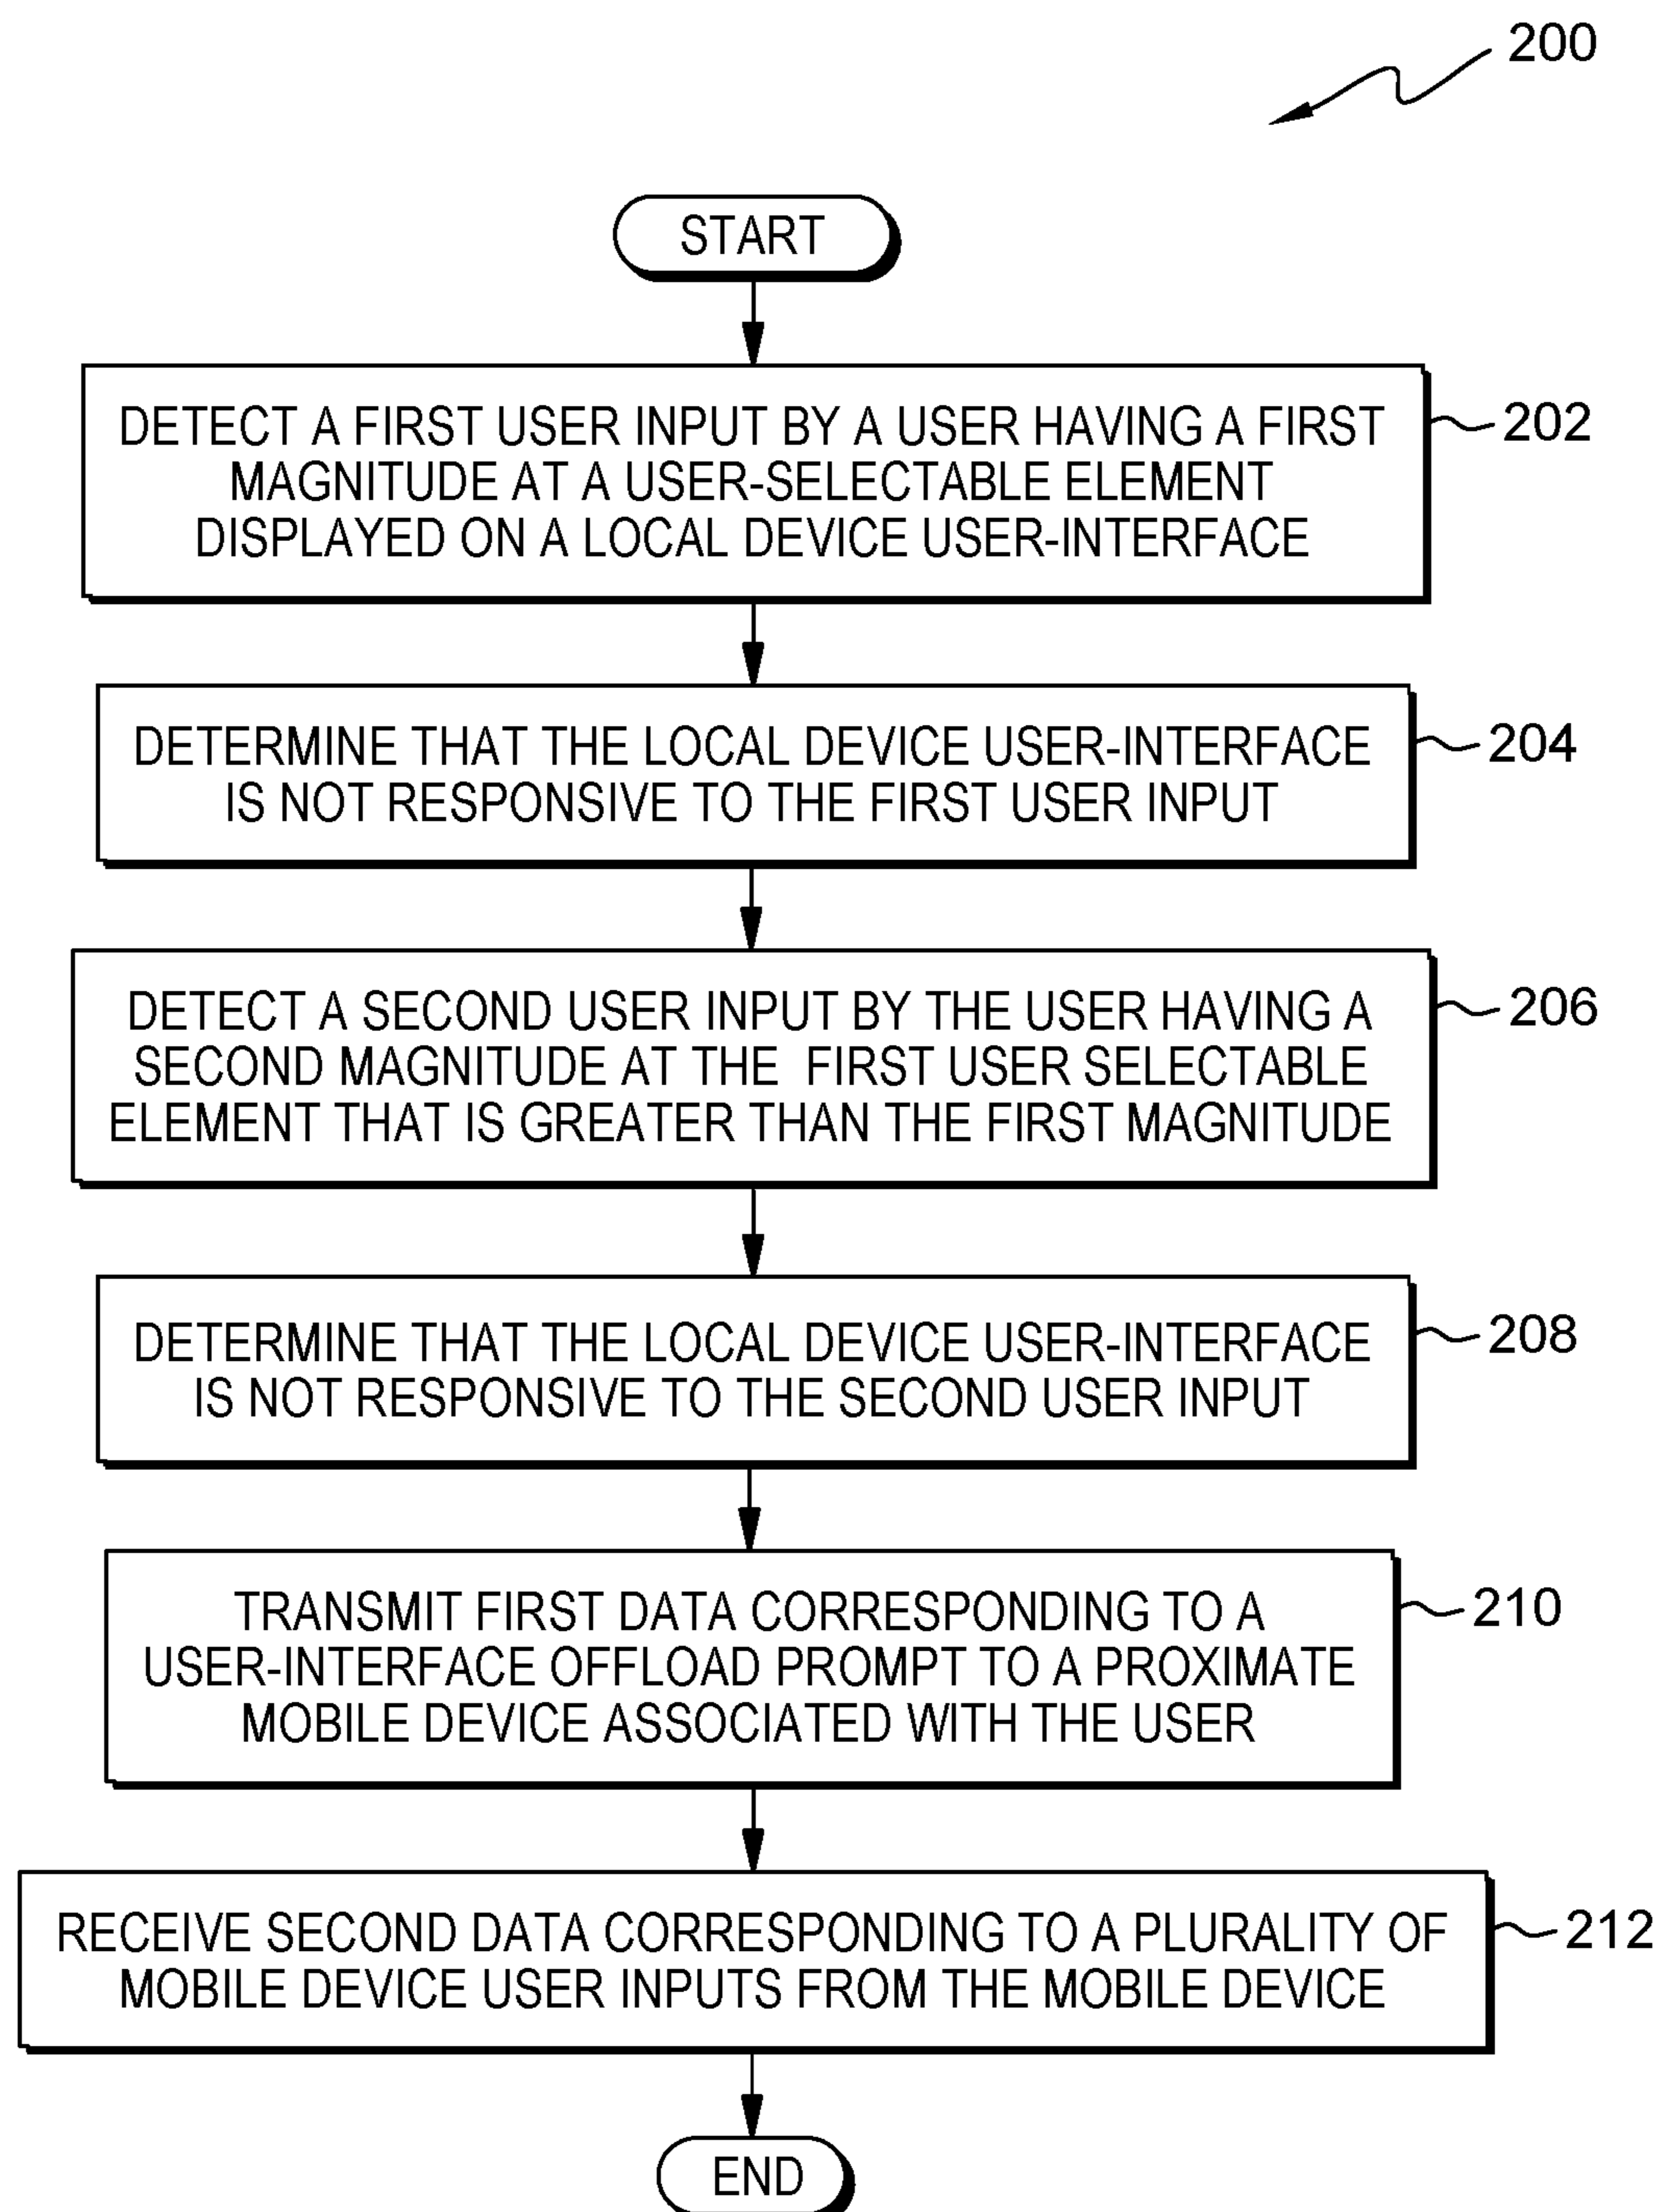 200
START
DETECT A FIRST USER INPUT BY A USER HAVING A FIRST
MAGNITUDE AT A USER-SELECTABLE ELEMENT
DISPLAYED ON A LOCAL DEVICE USER-INTERFACE
202
DETERMINE THAT THE LOCAL DEVICE USER-INTERFACE
IS NOT RESPONSIVE TO THE FIRST USER INPUT
204
DETECT A SECOND USER INPUT BY THE USER HAVING A
SECOND MAGNITUDE AT THE FIRST USER SELECTABLE
ELEMENT THAT IS GREATER THAN THE FIRST MAGNITUDE
206
DETERMINE THAT THE LOCAL DEVICE USER-INTERFACE
IS NOT RESPONSIVE TO THE SECOND USER INPUT
208
TRANSMIT FIRST DATA CORRESPONDING TO A
USER-INTERFACE OFFLOAD PROMPT TO A PROXIMATE
MOBILE DEVICE ASSOCIATED WITH THE USER
210
RECEIVE SECOND DATA CORRESPONDING TO A PLURALITY OF
MOBILE DEVICE USER INPUTS FROM THE MOBILE DEVICE
212
END